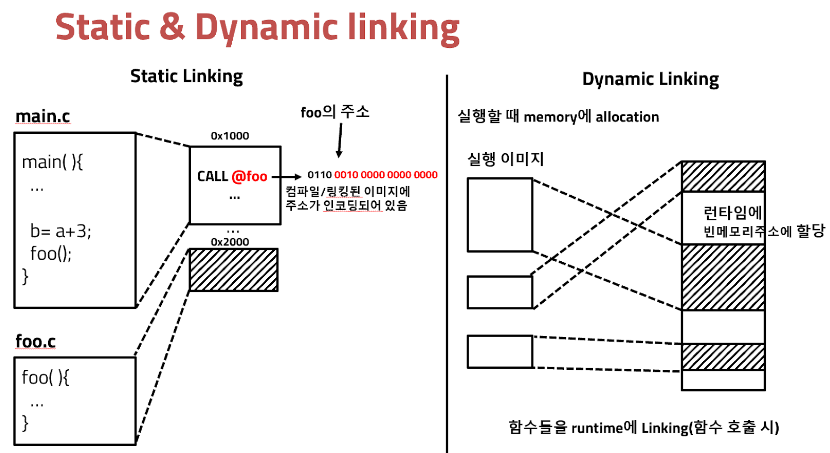 Static & Dynamic linking
Static Linking
main.c
main( ){
...
b= a+3;
foo();
}
foo.c
foo( ){
...
}
0x1000
CALL @foo
...
...
0x2000
foo의 주소
0110 0010 0000 0000 0000
컴파일/링킹된 이미지에
주소가 인코딩되어 있음
Dynamic Linking
실행할 때 memory에 allocation
실행 이미지
런타임에
빈메모리주소에 할당
함수들을 runtime에 Linking(함수 호출 시)